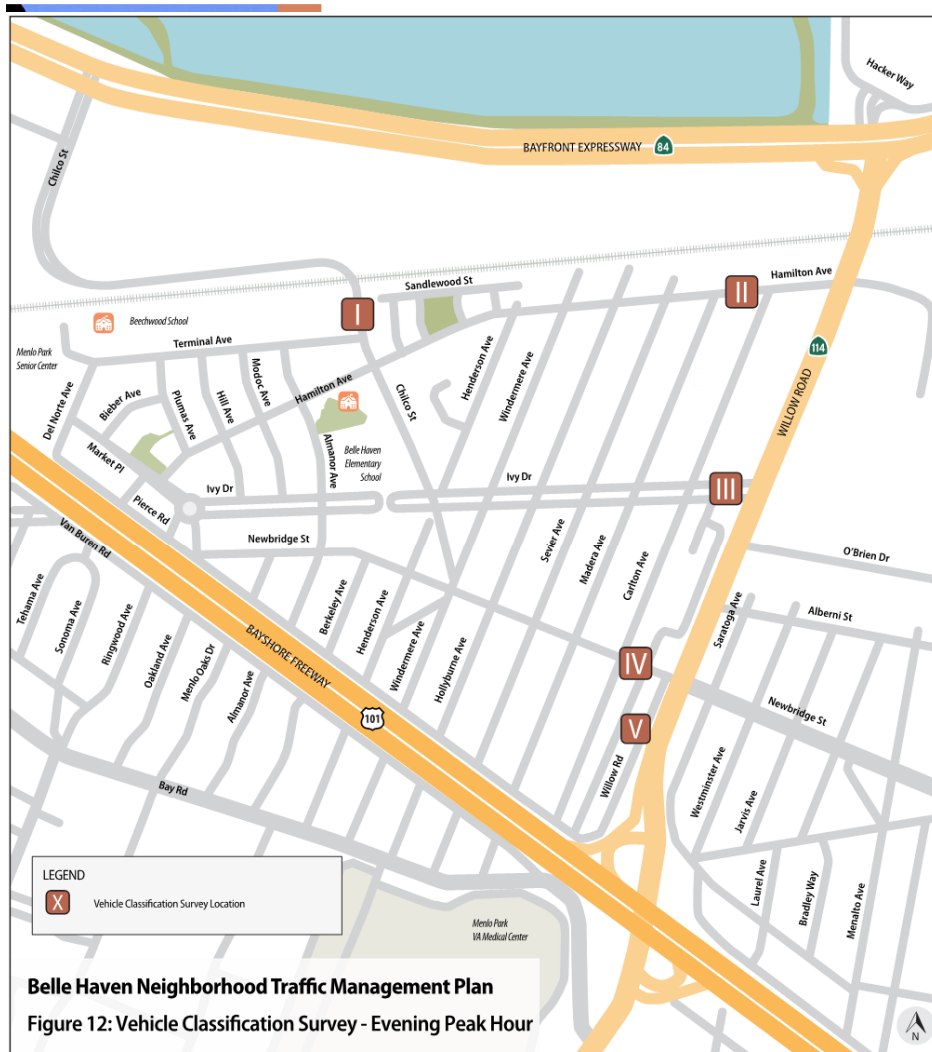 Hacker Way
BAYFRONT EXPRESSWAY
84
Chilco St
Hamilton Ave
Sandlewood St
II
I
Beechwood School
Terminal Ave
114
Menlo Park
Senior Center
Henderson Ave
Windermere Ave
WILLOW ROAD
Modoc Ave
Hamilton Ave
Bieber Ave
Plumas Ave
Hill Ave
Chilco St
Del Norte Ave
Almanor Ave
Belle Haven
Elementary
School
Market Pl
Ivy Dr
Ivy Dr
III
Pierce Rd
Van Buren Rd
Newbridge St
Sevier Ave
Madera Ave
Carlton Ave
O'Brien Dr
Tehama Ave
Sonoma Ave
Ringwood Ave
Berkeley Ave
Henderson Ave
Saratoga Ave
Alberni St
Oakland Ave
Menlo Oaks Dr
Almanor Ave
BAYSHORE FREEWAY
Windermere Ave
Hollyburne Ave
IV
Newbridge St
101
V
Willow Rd
Westminster Ave
Jarvis Ave
Bay Rd
Laurel Ave
Bradley Way
Menalto Ave
LEGEND
X
Vehicle Classification Survey Location
Menlo Park
VA Medical Center
Belle Haven Neighborhood Traffic Management Plan
Figure 12: Vehicle Classification Survey - Evening Peak Hour
N